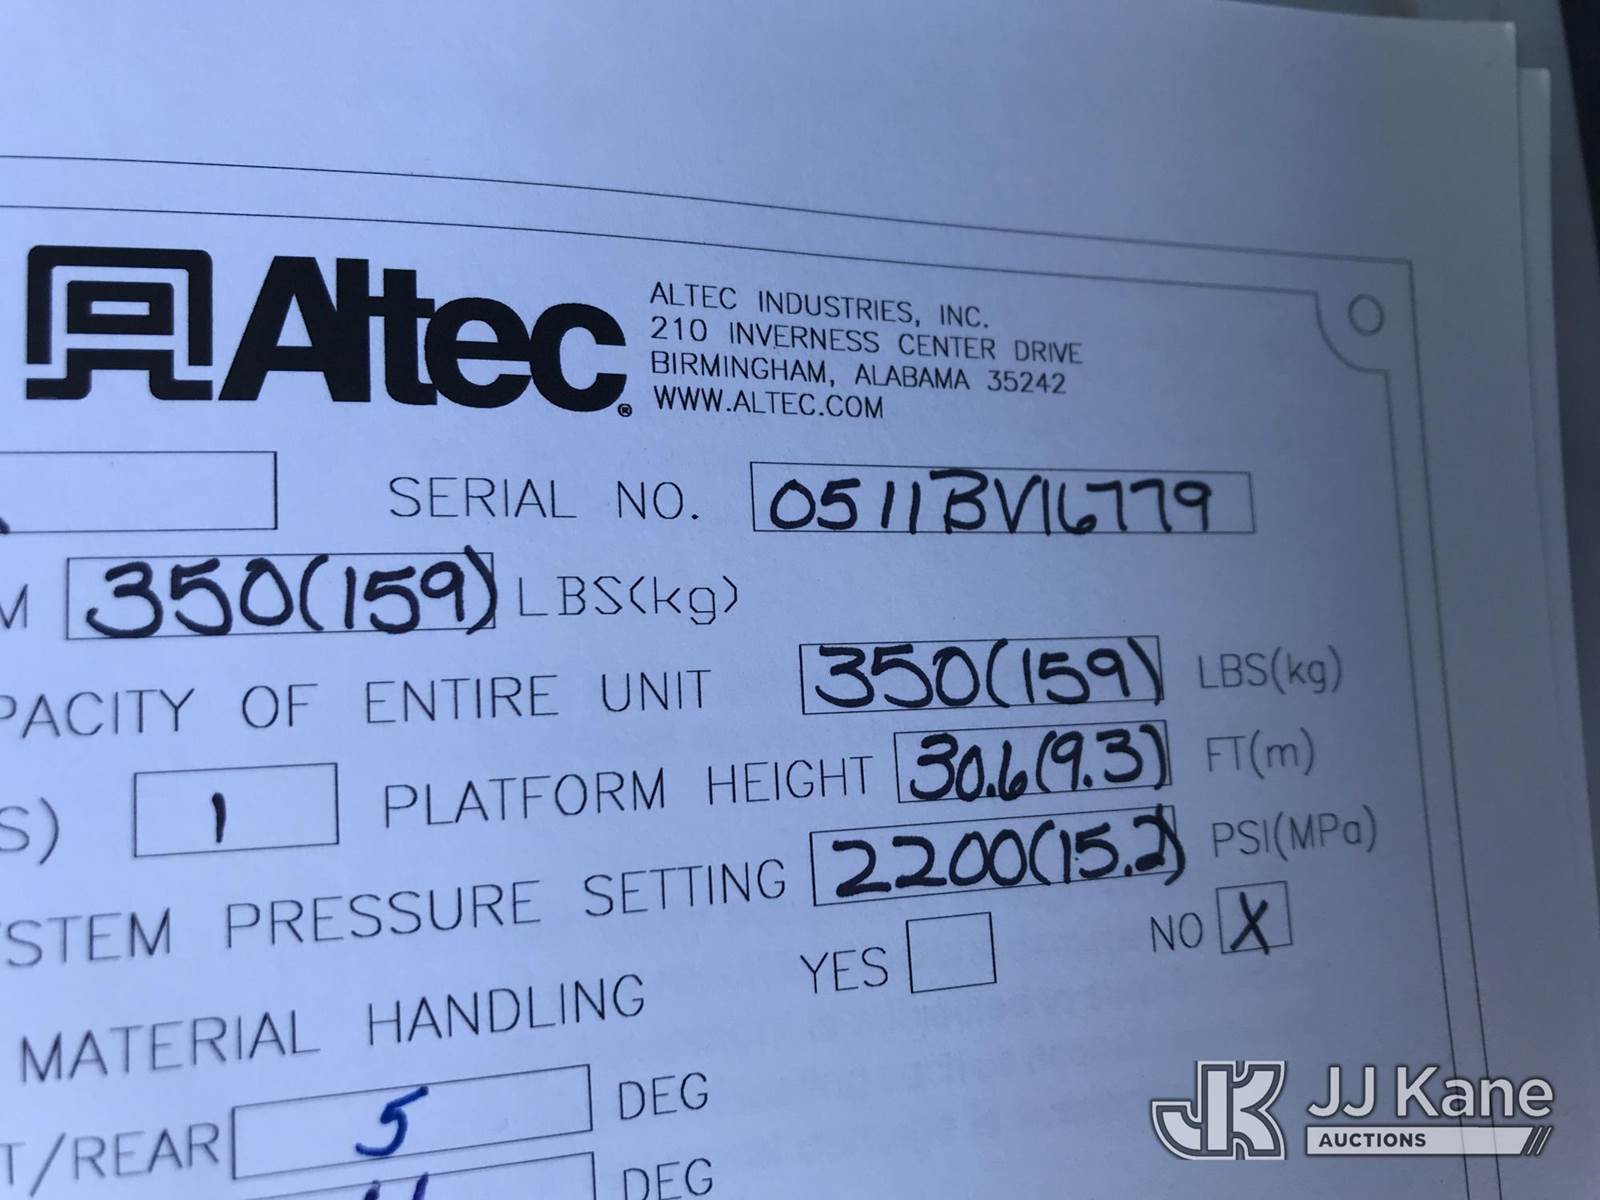 Altec®
ALTEC INDUSTRIES, INC.
210 INVERNESS CENTER DRIVE
BIRMINGHAM, ALABAMA 35242
WWW.ALTEC.COM
SERIAL NO. 0511BV16779
M 350(159) LBS(kg)
PACITY OF ENTIRE UNIT 350(159) LBS(kg)
S) 1 PLATFORM HEIGHT 30.6(9.3) FT(m)
YSTEM PRESSURE SETTING 2200(15.2) PSI(MPa)
MATERIAL HANDLING YES NO X
T/REAR 5 DEG
DEG
JK JJ Kane
AUCTIONS